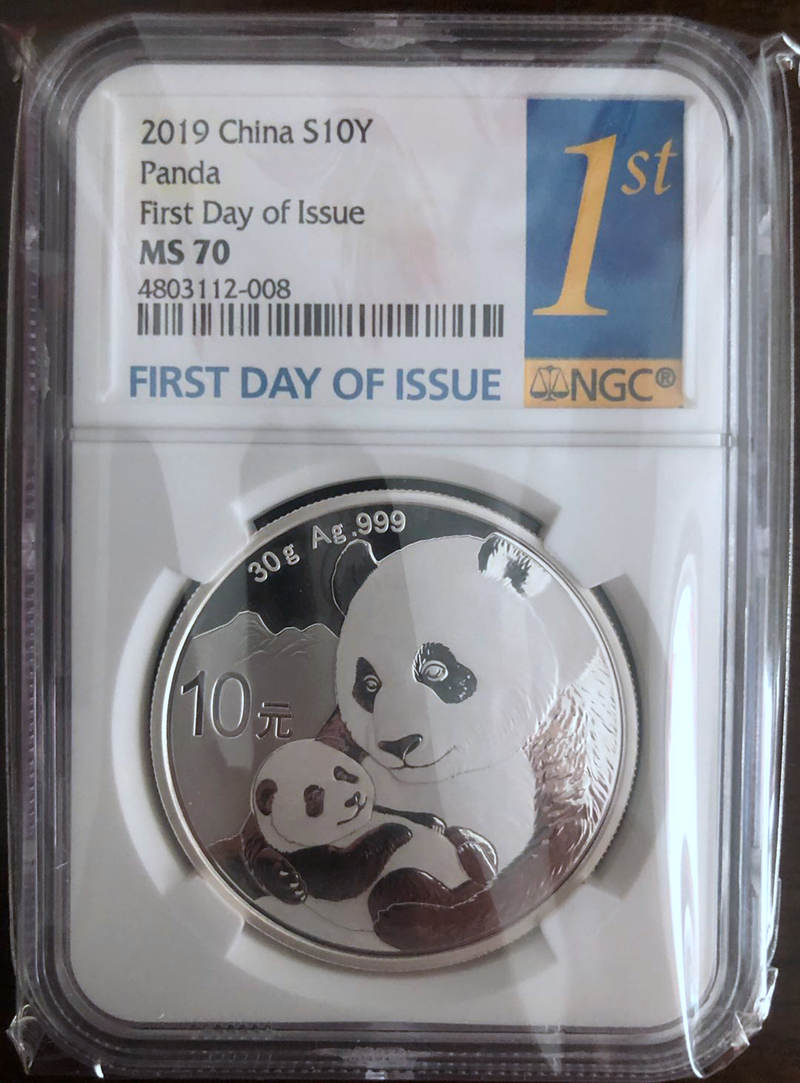 2019 China S10Y
Panda
First Day of Issue
MS 70
4803112-008
FIRST DAY OF ISSUE
1st
NGC®
30g Ag.999
10元